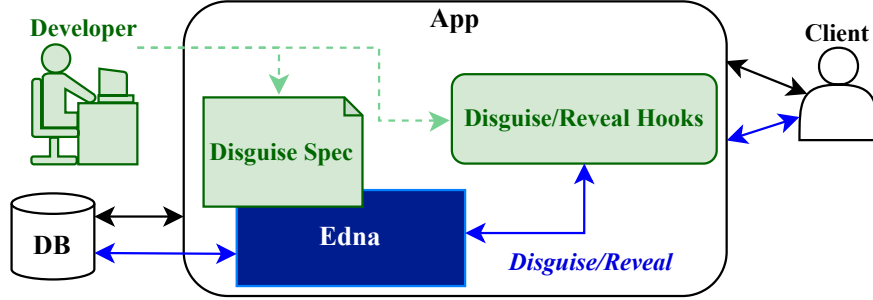 Developer
App
Client
Disguise Spec
Disguise/Reveal Hooks
DB
Edna
Disguise/Reveal